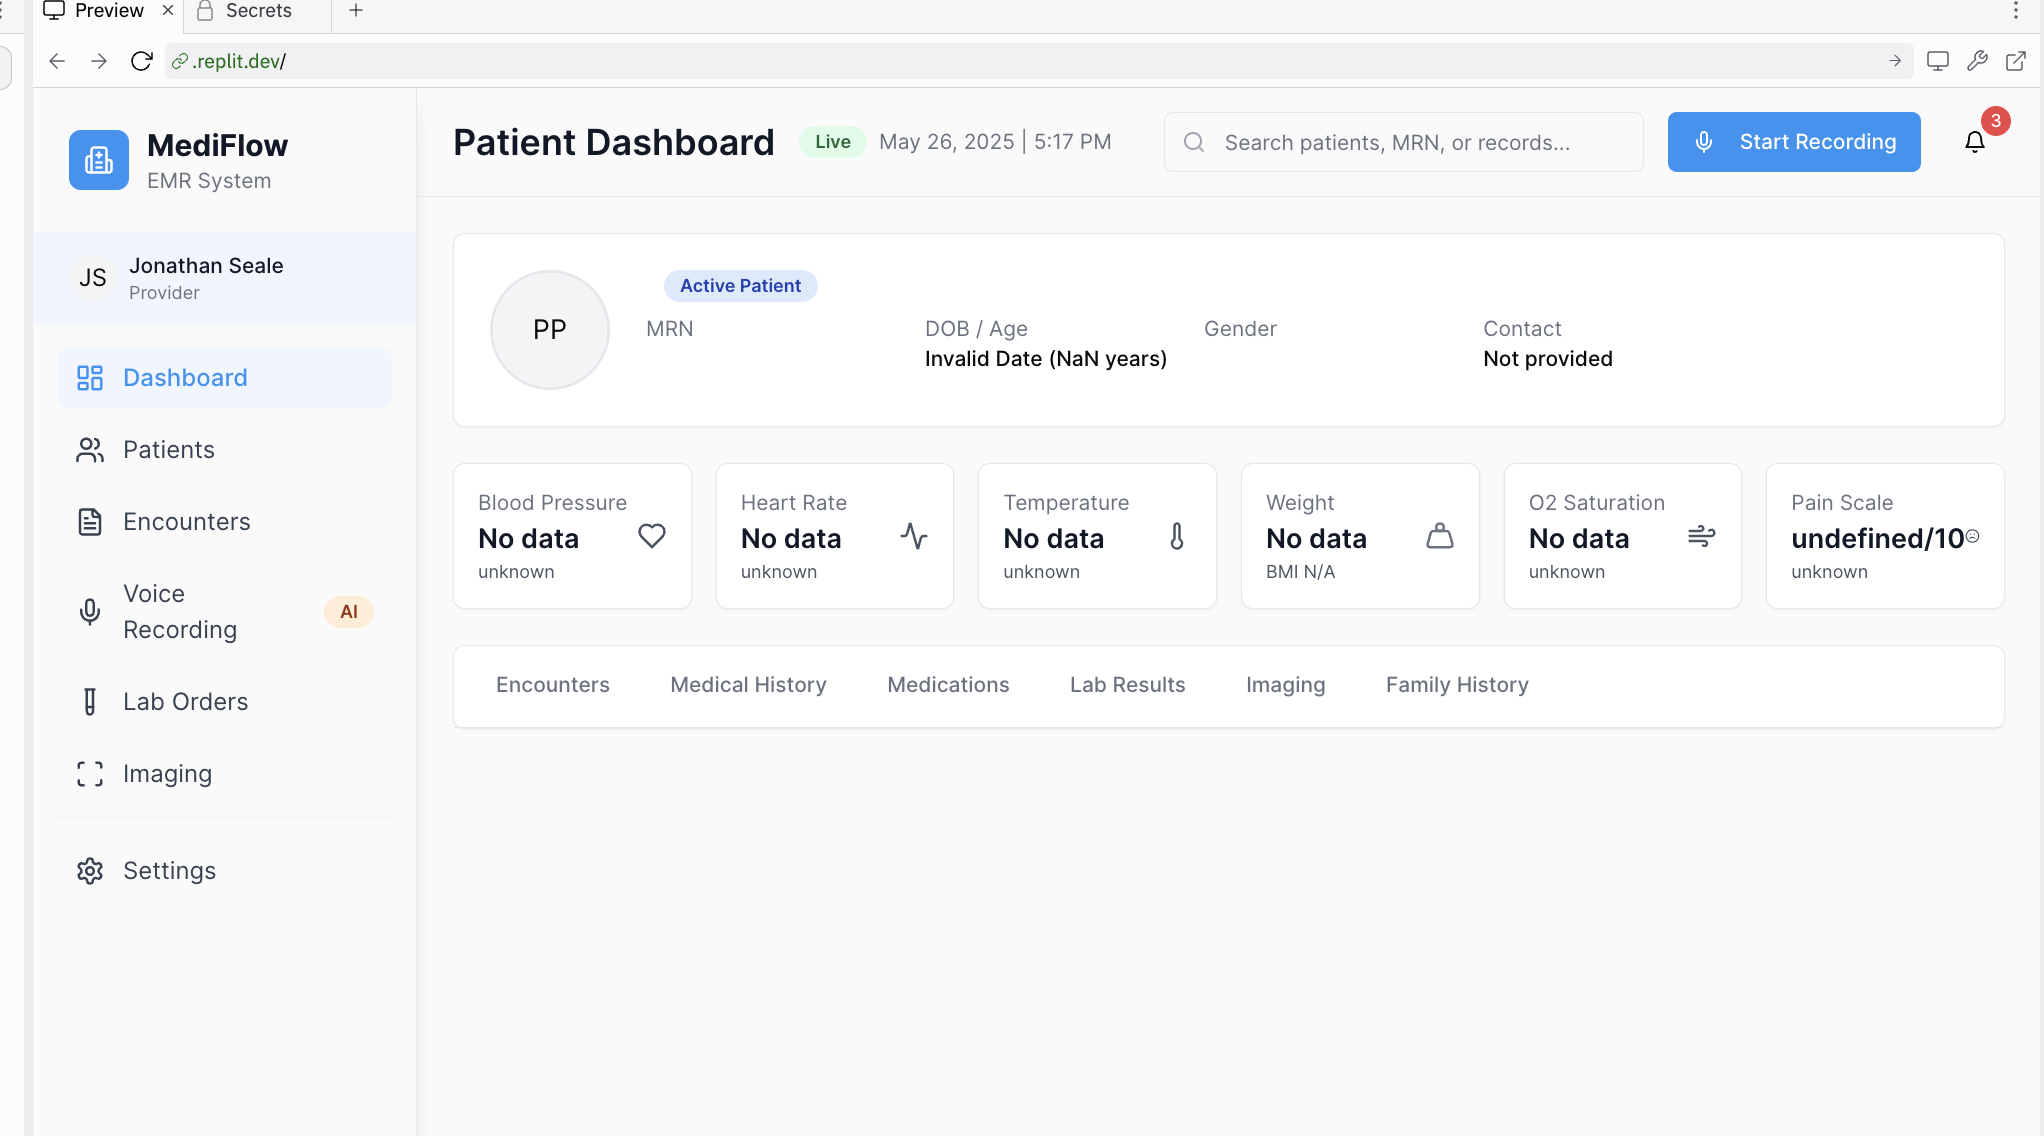 Preview
Secrets
.replit.dev/
MediFlow
EMR System
JS
Jonathan Seale
Provider
Dashboard
Patients
Encounters
Voice
Recording
AI
Lab Orders
Imaging
Settings
Patient Dashboard
Live
May 26, 2025 | 5:17 PM
Search patients, MRN, or records...
Start Recording
3
PP
Active Patient
MRN
DOB / Age
Invalid Date (NaN years)
Gender
Contact
Not provided
Blood Pressure
No data
unknown
Heart Rate
No data
unknown
Temperature
No data
unknown
Weight
No data
BMI N/A
O2 Saturation
No data
unknown
Pain Scale
undefined/10
unknown
Encounters
Medical History
Medications
Lab Results
Imaging
Family History